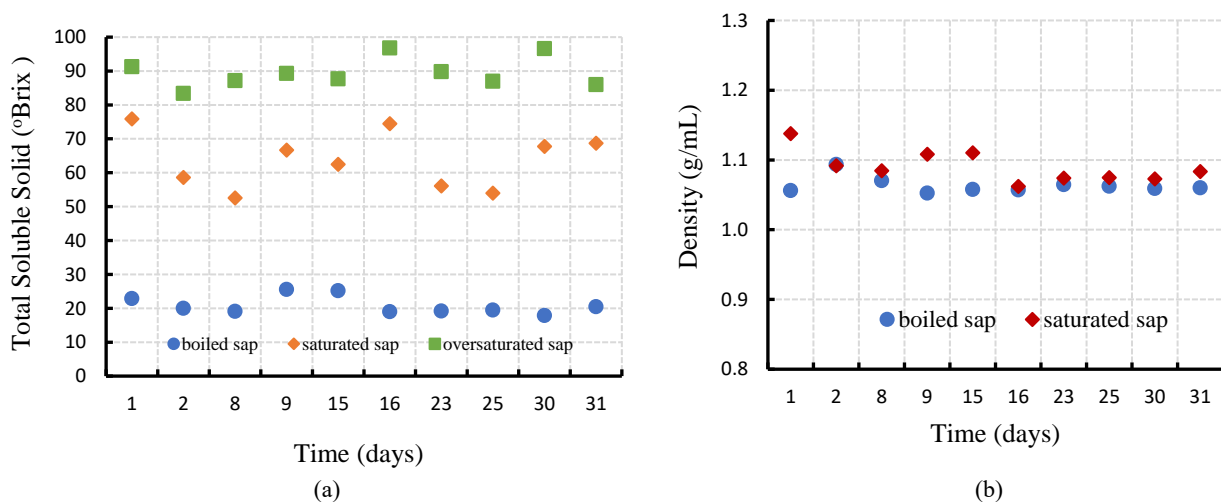 Total Soluble Solid (ºBrix )
100
90
80
70
60
50
40
30
20
10
0
boiled sap saturated sap oversaturated sap
1 2 8 9 15 16 23 25 30 31
Time (days)
(a)
Density (g/mL)
1.3
1.2
1.1
1.0
0.9
0.8
boiled sap saturated sap
1 2 8 9 15 16 23 25 30 31
Time (days)
(b)